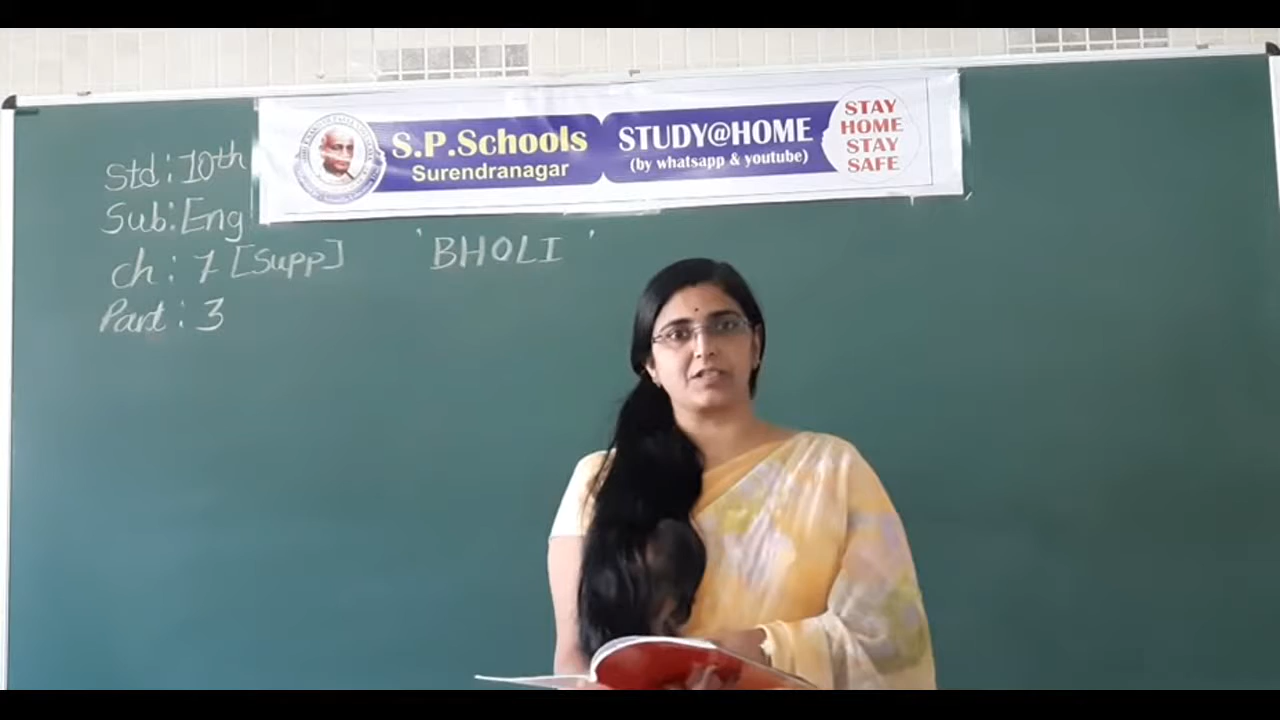 S.P.Schools
Surendranagar
STUDY@HOME
(by whatsapp & youtube)
STAY
HOME
STAY
SAFE
Std : 10th
Sub : Eng
ch : 7 [Supp]
'BHOLI'
Part : 3